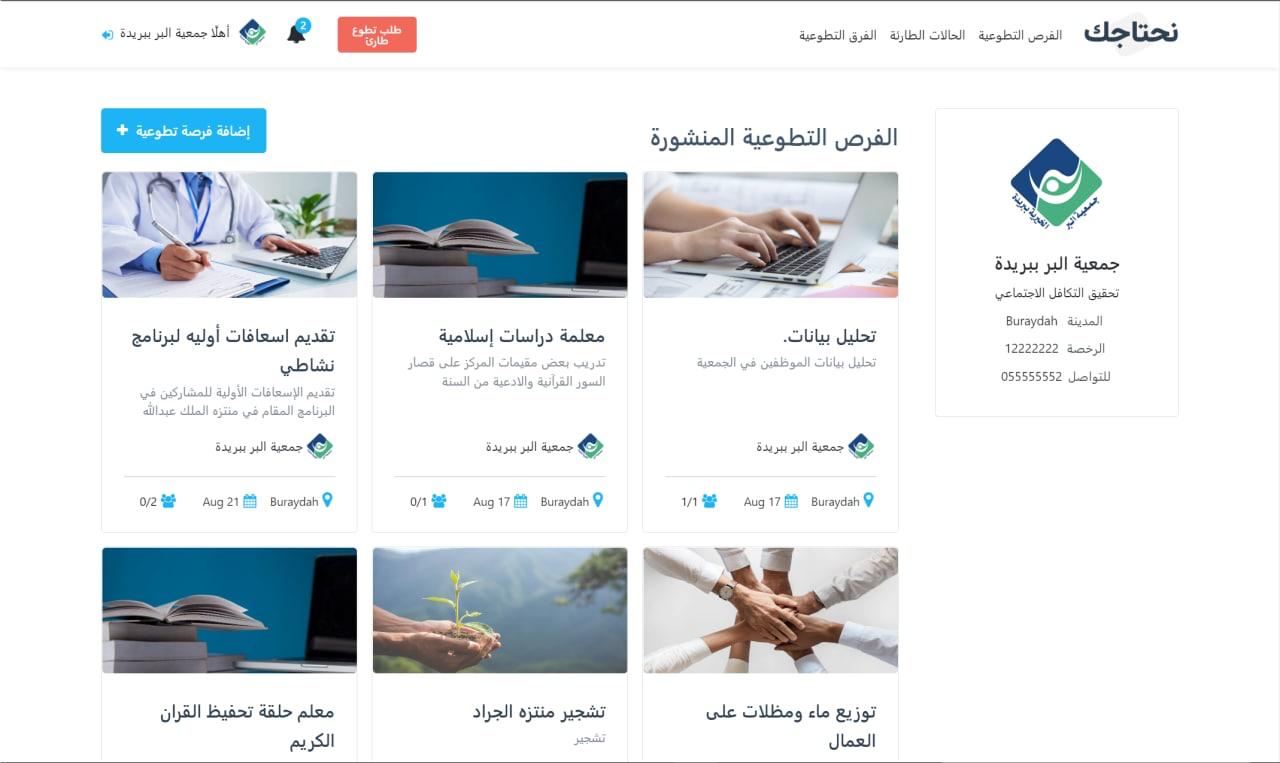 نحتاجك
الفرص التطوعية
الحالات الطارئة
الفرق التطوعية
طلب تطوع
طارئ
2
أهلًا جمعية البر ببريدة
جمعية البر الخيرية ببريدة
جمعية البر ببريدة
تحقيق التكافل الاجتماعي
المدينة Buraydah
الرخصة 12222222
للتواصل 055555552
الفرص التطوعية المنشورة
إضافة فرصة تطوعية +
تحليل بيانات.
تحليل بيانات الموظفين في الجمعية
جمعية البر ببريدة
Buraydah
Aug 17
1/1
معلمة دراسات إسلامية
تدريب بعض مقيمات المركز على قصار
السور القرآنية والادعية من السنة
جمعية البر ببريدة
Buraydah
Aug 17
0/1
تقديم اسعافات أوليه لبرنامج
نشاطي
تقديم الإسعافات الأولية للمشاركين في
البرنامج المقام في منتزه الملك عبدالله
جمعية البر ببريدة
Buraydah
Aug 21
0/2
توزيع ماء ومظلات على
العمال
تشجير منتزه الجراد
تشجير
معلم حلقة تحفيظ القران
الكريم